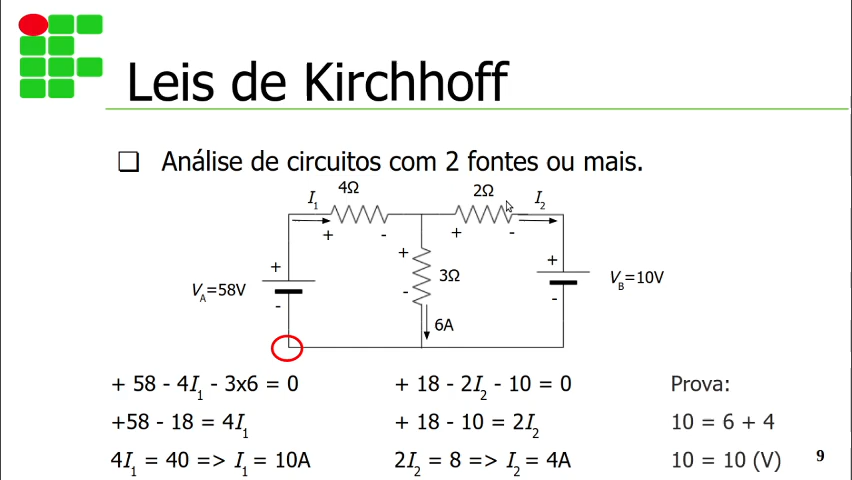 Leis de Kirchhoff
❑ Análise de circuitos com 2 fontes ou mais.
I1 4Ω 2Ω I2
+ - + -
+ + +
VA=58V 3Ω VB=10V
- - -
6A
+ 58 - 4I1 - 3x6 = 0
+58 - 18 = 4I1
4I1 = 40 => I1 = 10A
+ 18 - 2I2 - 10 = 0
+ 18 - 10 = 2I2
2I2 = 8 => I2 = 4A
Prova:
10 = 6 + 4
10 = 10 (V)
9